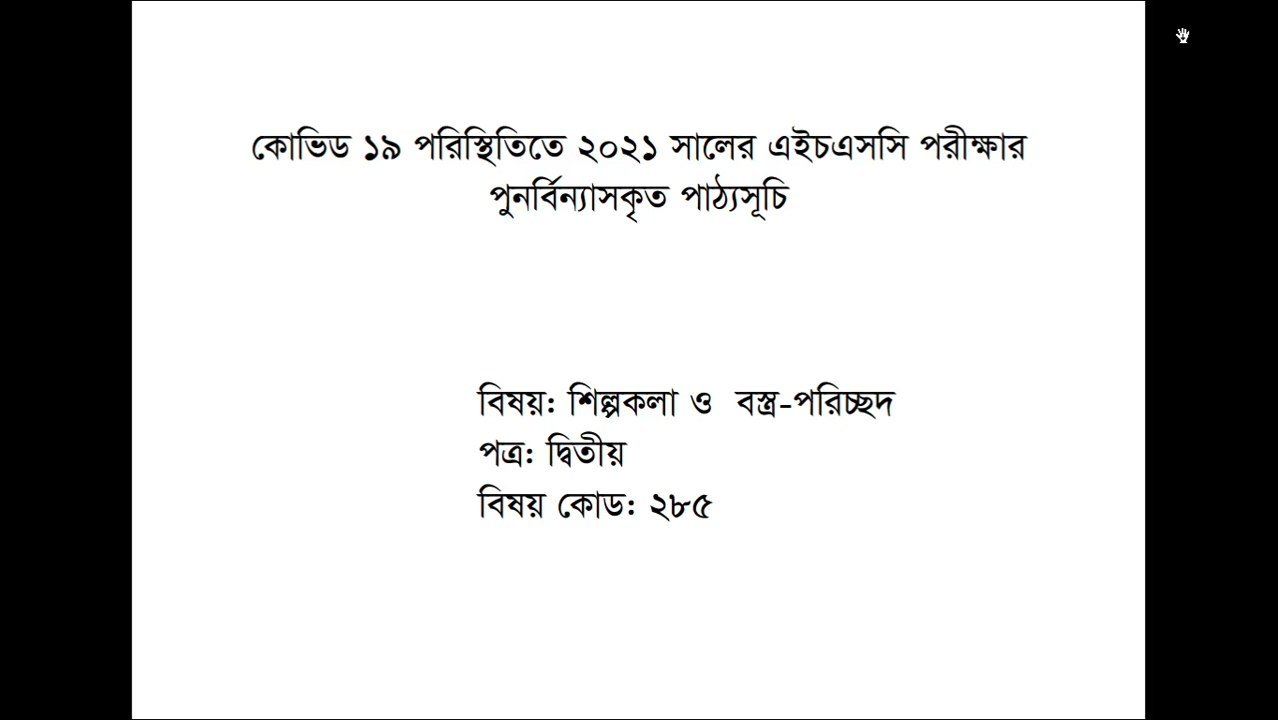 কোভিড ১৯ পরিস্থিতিতে ২০২১ সালের এইচএসসি পরীক্ষার
পুনর্বিন্যাসকৃত পাঠ্যসূচি
বিষয়: শিল্পকলা ও বস্ত্র-পরিচ্ছদ
পত্র: দ্বিতীয়
বিষয় কোড: ২৮৫